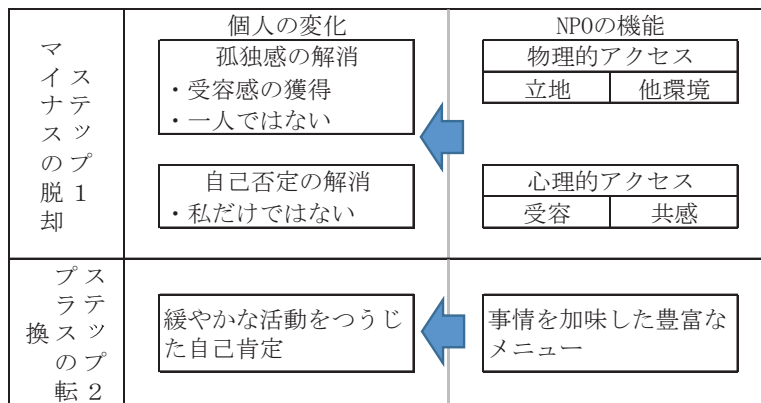 個人の変化
NPOの機能
ステップ1
マイナスの脱却
孤独感の解消
・受容感の獲得
・一人ではない
自己否定の解消
・私だけではない
物理的アクセス
立地
他環境
心理的アクセス
受容
共感
ステップ2
プラスの転換
緩やかな活動をつうじ
た自己肯定
事情を加味した豊富な
メニュー